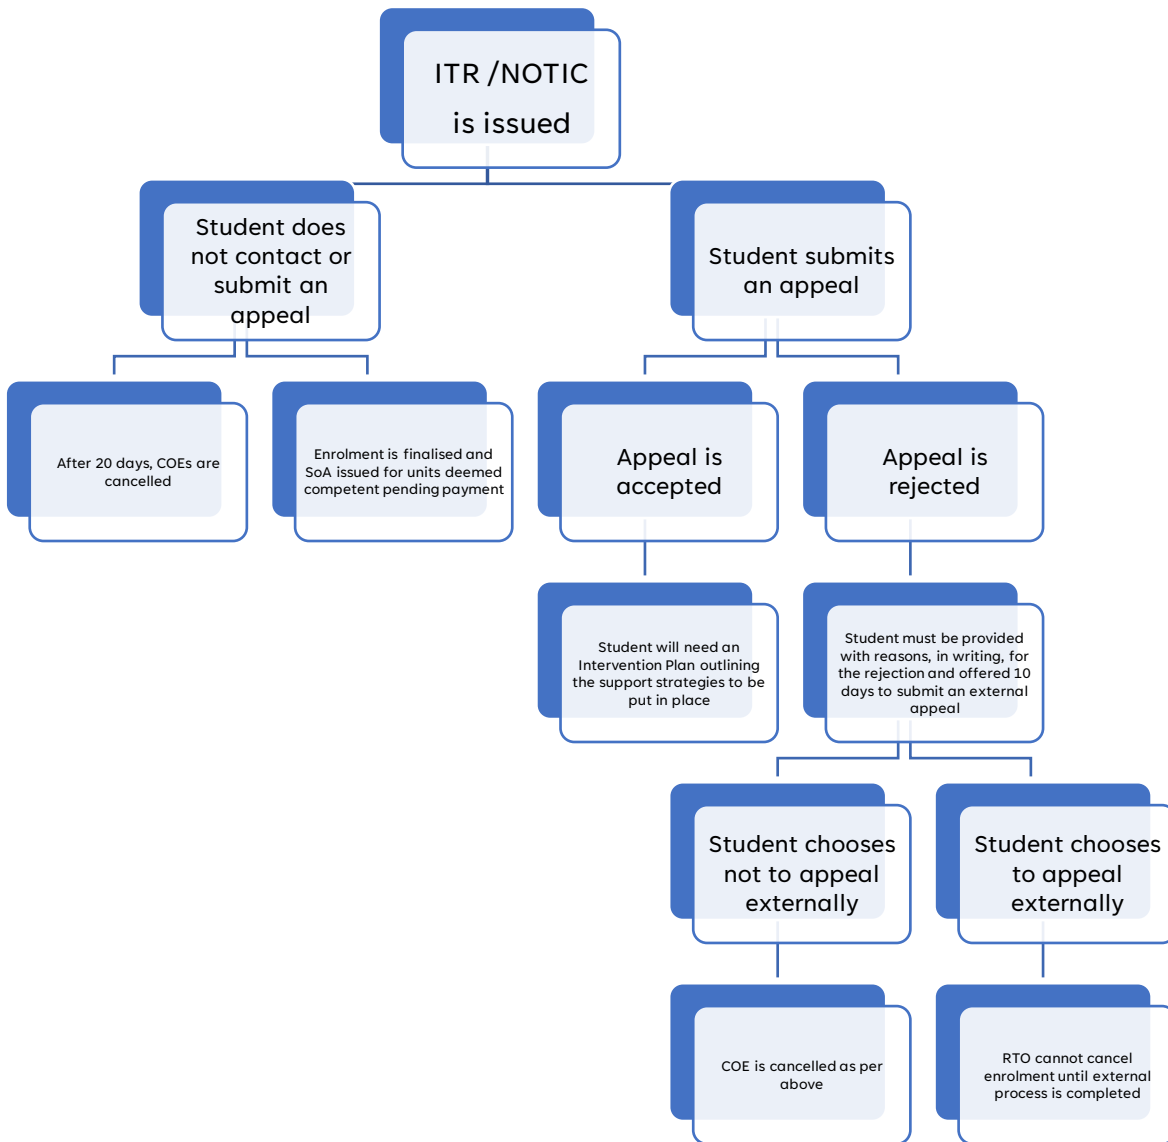 ITR /NOTIC
is issued
Student does
not contact or
submit an
appeal
Student submits
an appeal
After 20 days, COEs are
cancelled
Enrolment is finalised and
SoA issued for units deemed
competent pending payment
Appeal is
accepted
Appeal is
rejected
Student will need an
Intervention Plan outlining
the support strategies to be
put in place
Student must be provided
with reasons, in writing, for
the rejection and offered 10
days to submit an external
appeal
Student chooses
not to appeal
externally
Student chooses
to appeal
externally
COE is cancelled as per
above
RTO cannot cancel
enrolment until external
process is completed